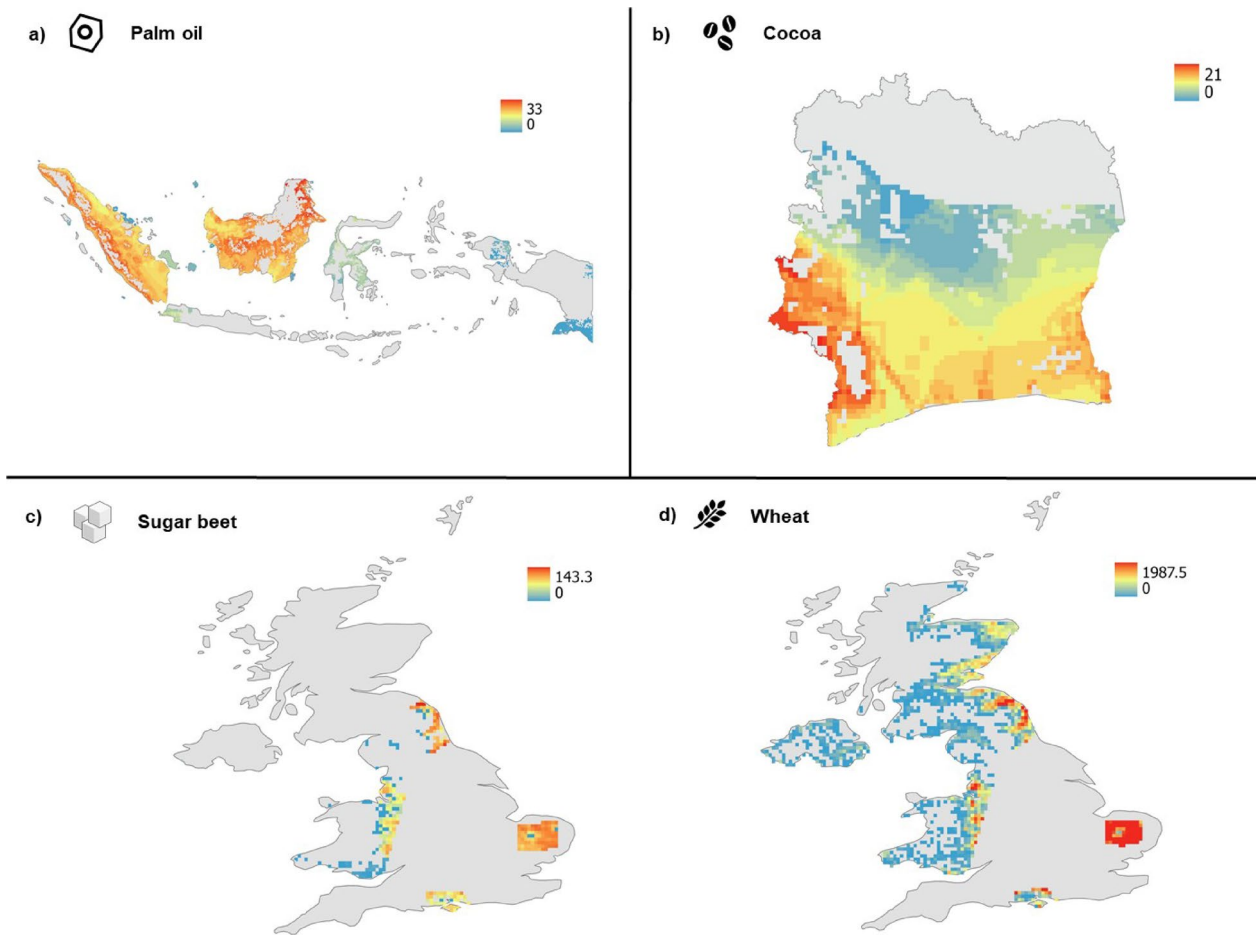 a) Palm oil
33
0
b) Cocoa
21
0
c) Sugar beet
143.3
0
d) Wheat
1987.5
0